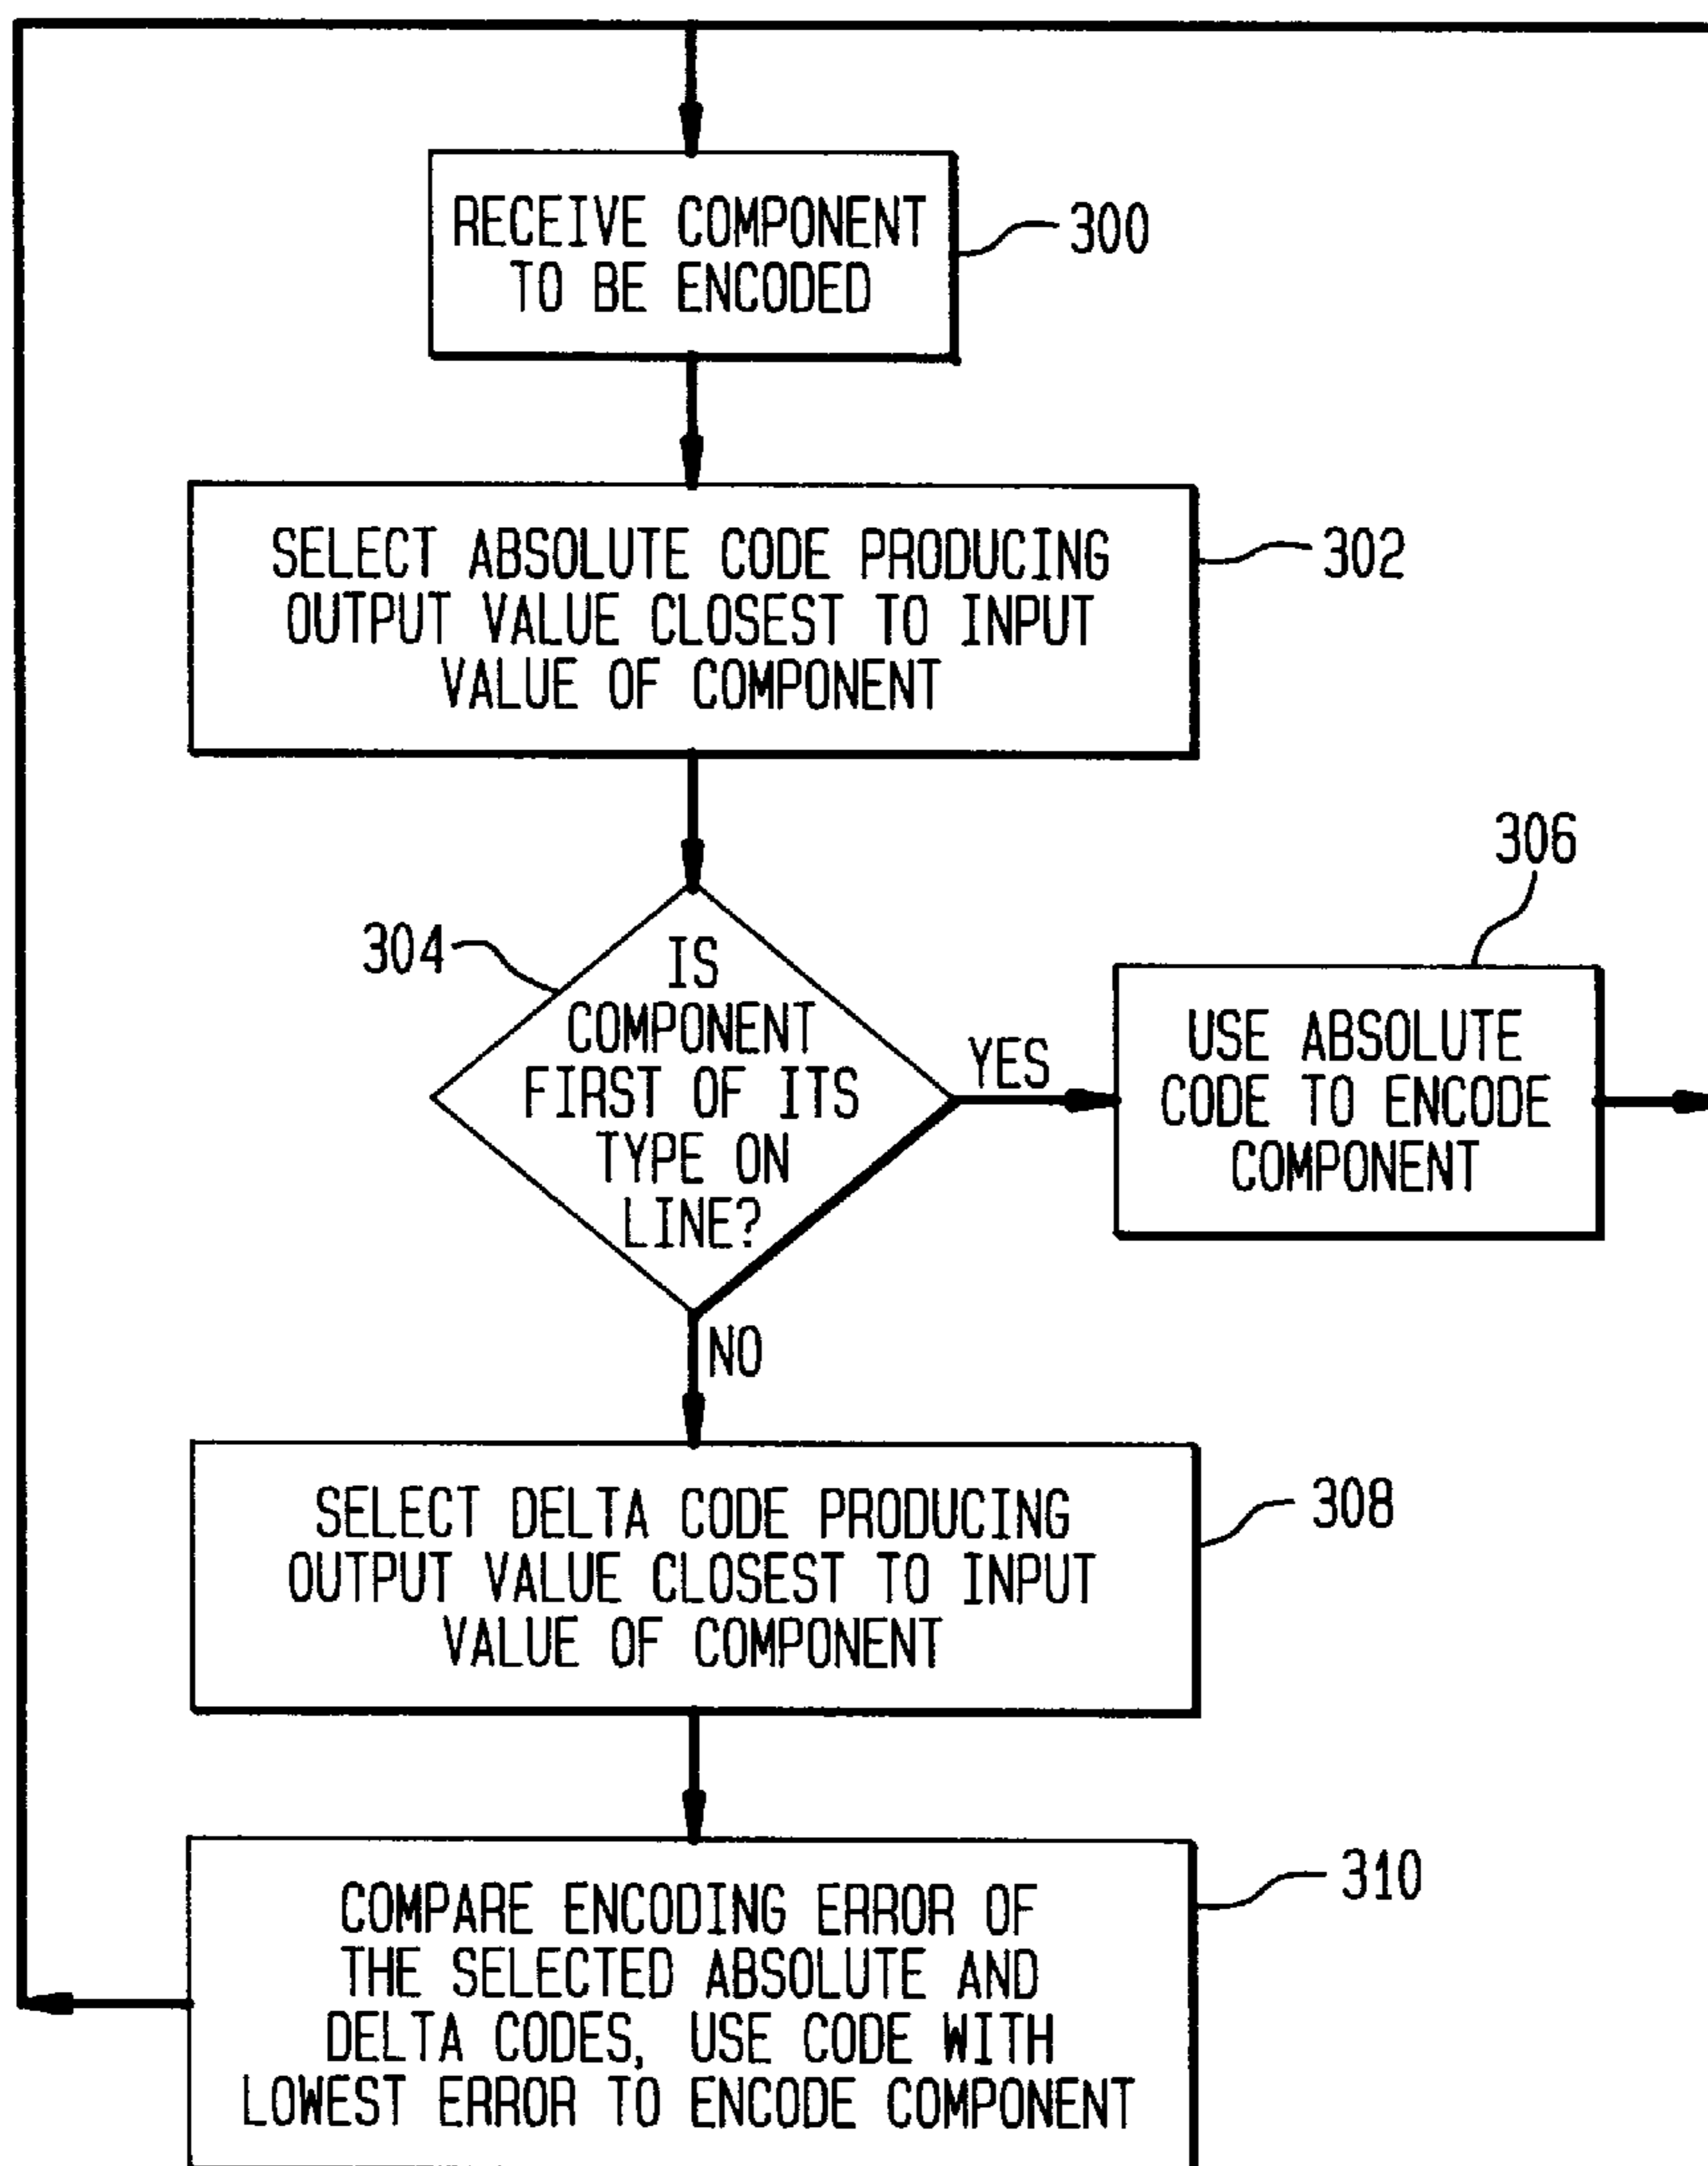 RECEIVE COMPONENT
TO BE ENCODED
300
SELECT ABSOLUTE CODE PRODUCING
OUTPUT VALUE CLOSEST TO INPUT
VALUE OF COMPONENT
302
304
IS
COMPONENT
FIRST OF ITS
TYPE ON
LINE?
YES
306
USE ABSOLUTE
CODE TO ENCODE
COMPONENT
NO
SELECT DELTA CODE PRODUCING
OUTPUT VALUE CLOSEST TO INPUT
VALUE OF COMPONENT
308
COMPARE ENCODING ERROR OF
THE SELECTED ABSOLUTE AND
DELTA CODES, USE CODE WITH
LOWEST ERROR TO ENCODE COMPONENT
310